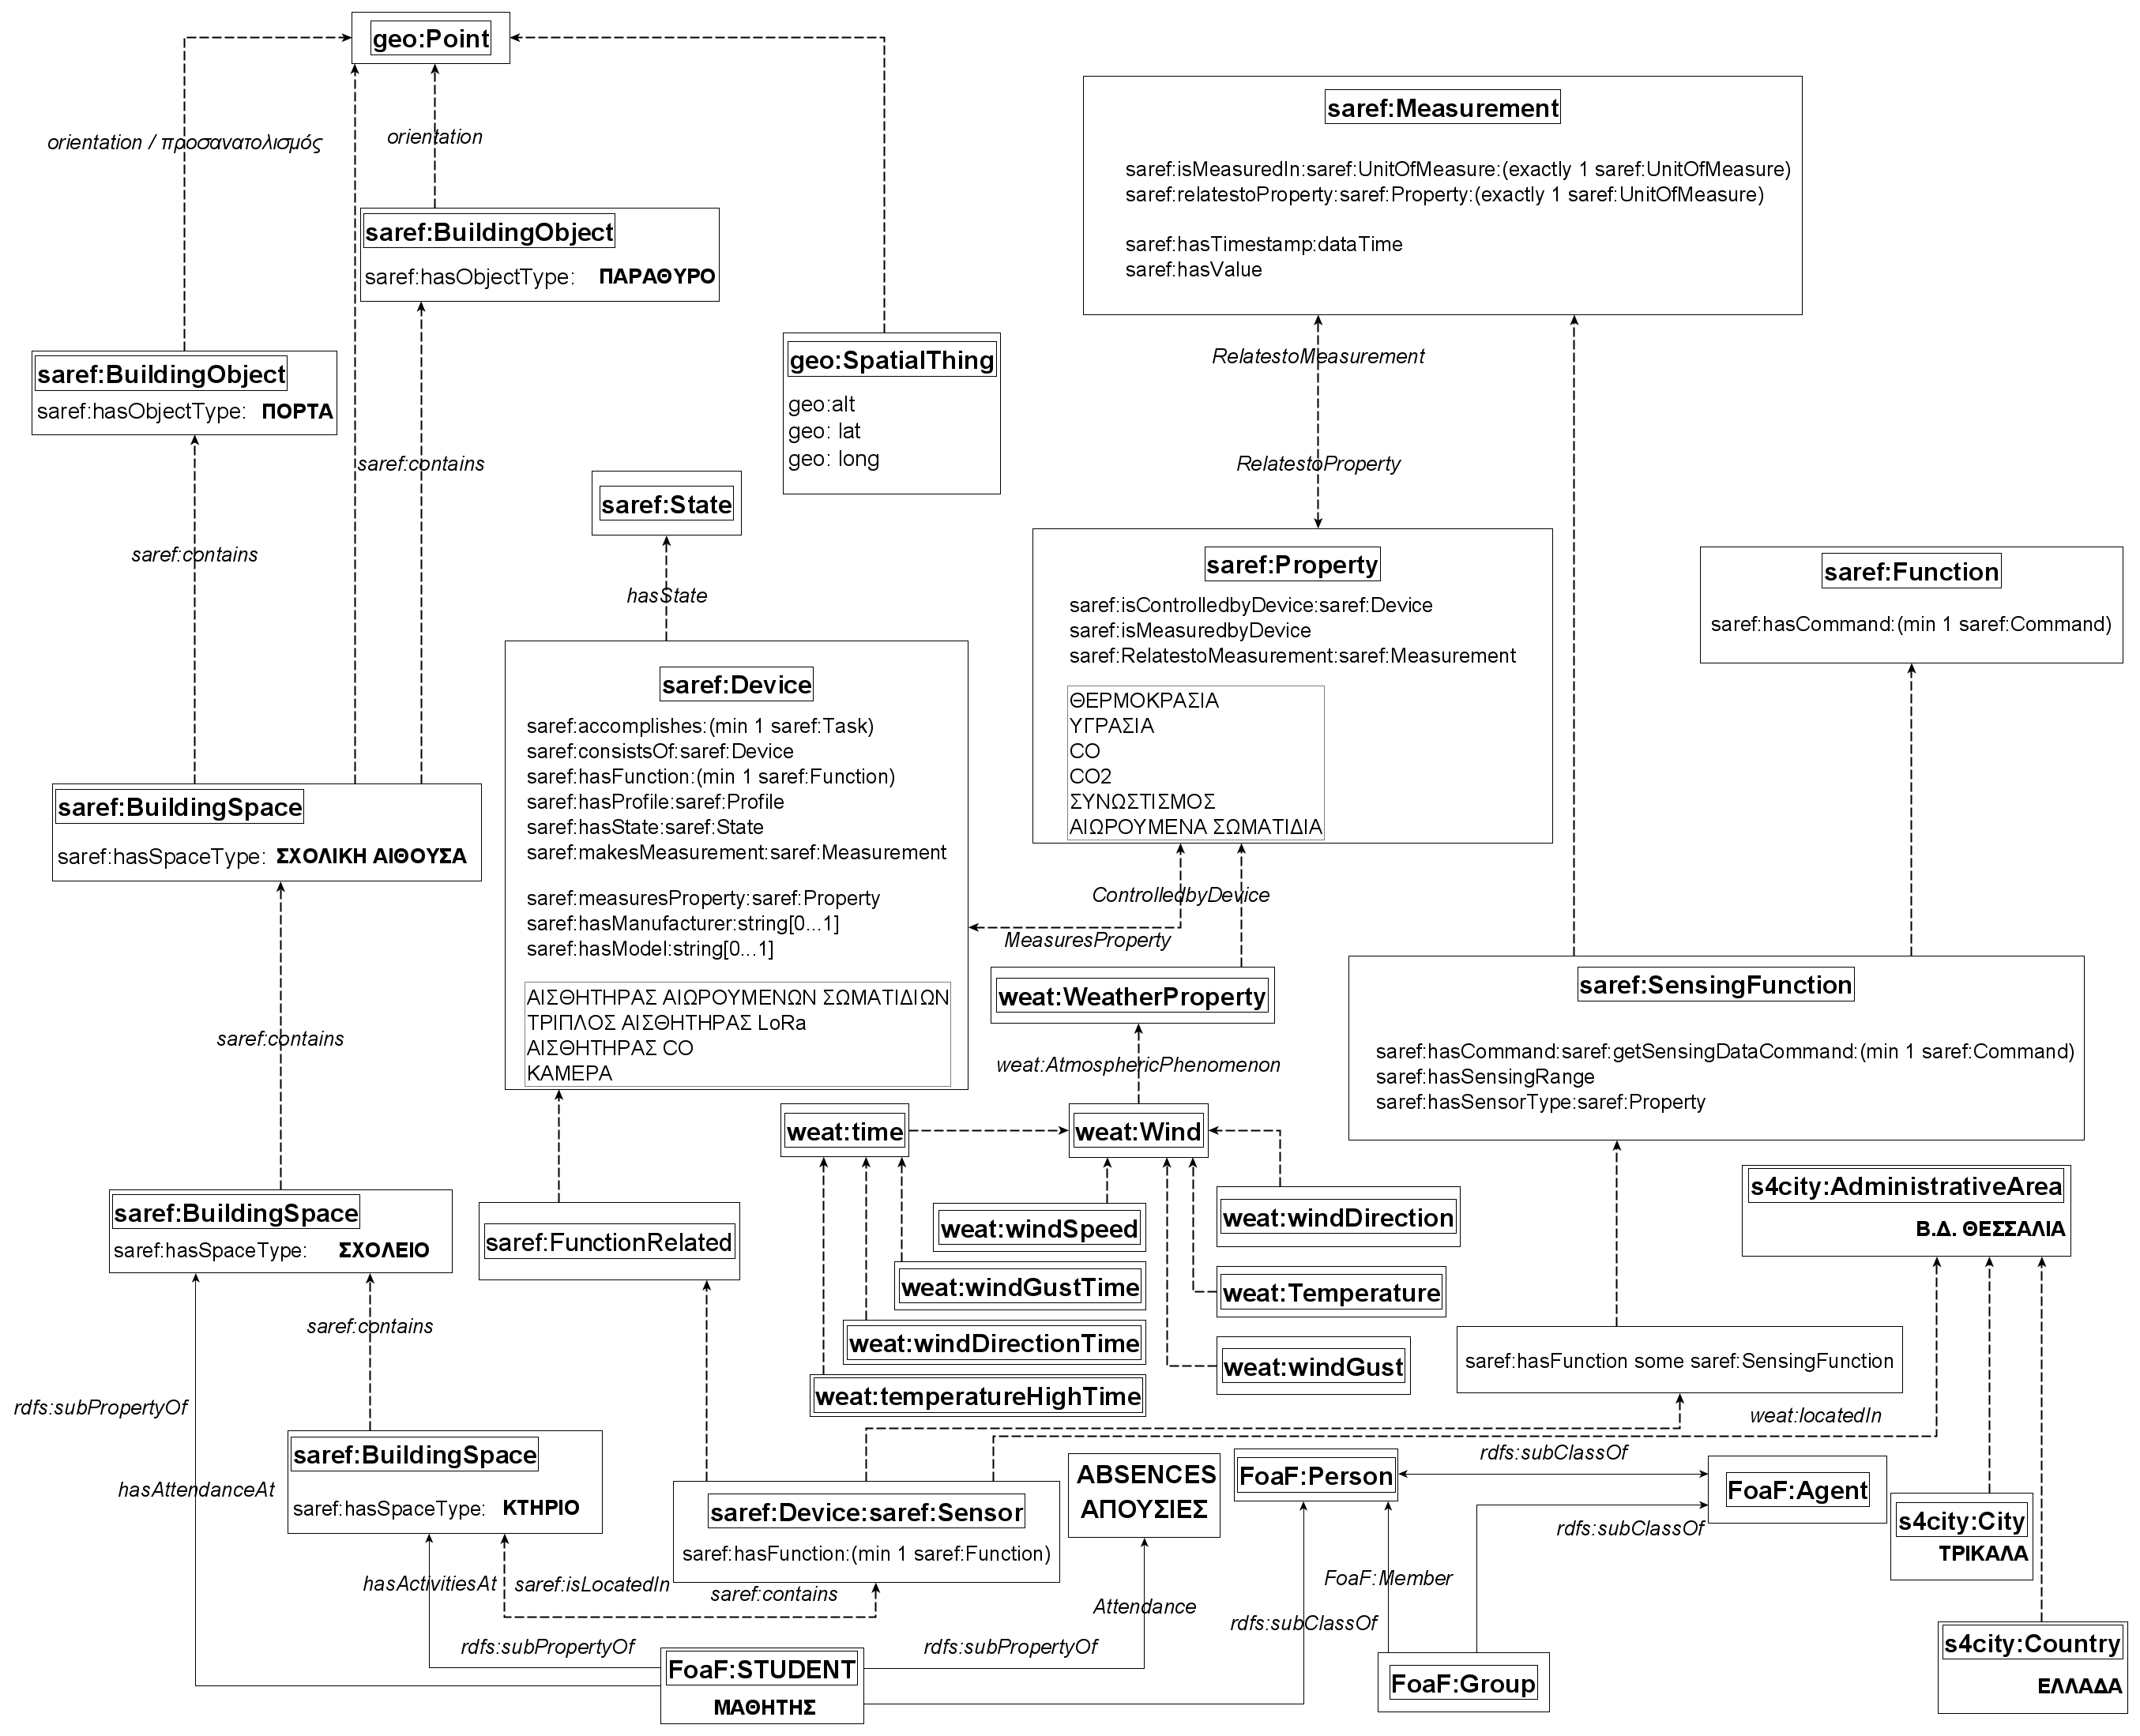 geo:Point
orientation / προσανατολισμός
orientation
saref:BuildingObject
saref:hasObjectType: ΠΑΡΑΘΥΡΟ
saref:BuildingObject
saref:hasObjectType: ΠΟΡΤΑ
saref:contains
saref:contains
geo:SpatialThing
geo:alt
geo: lat
geo: long
saref:Measurement
saref:isMeasuredIn:saref:UnitOfMeasure:(exactly 1 saref:UnitOfMeasure)
saref:relatestoProperty:saref:Property:(exactly 1 saref:UnitOfMeasure)
saref:hasTimestamp:dataTime
saref:hasValue
RelatestoMeasurement
RelatestoProperty
saref:State
hasState
saref:Device
saref:accomplishes:(min 1 saref:Task)
saref:consistsOf:saref:Device
saref:hasFunction:(min 1 saref:Function)
saref:hasProfile:saref:Profile
saref:hasState:saref:State
saref:makesMeasurement:saref:Measurement
saref:measuresProperty:saref:Property
saref:hasManufacturer:string[0...1]
saref:hasModel:string[0...1]
ΑΙΣΘΗΤΗΡΑΣ ΑΙΩΡΟΥΜΕΝΩΝ ΣΩΜΑΤΙΔΙΩΝ
ΤΡΙΠΛΟΣ ΑΙΣΘΗΤΗΡΑΣ LoRa
ΑΙΣΘΗΤΗΡΑΣ CO
ΚΑΜΕΡΑ
saref:Property
saref:isControlledbyDevice:saref:Device
saref:isMeasuredbyDevice
saref:RelatestoMeasurement:saref:Measurement
ΘΕΡΜΟΚΡΑΣΙΑ
ΥΓΡΑΣΙΑ
CO
CO2
ΣΥΝΩΣΤΙΣΜΟΣ
ΑΙΩΡΟΥΜΕΝΑ ΣΩΜΑΤΙΔΙΑ
saref:Function
saref:hasCommand:(min 1 saref:Command)
saref:BuildingSpace
saref:hasSpaceType: ΣΧΟΛΙΚΗ ΑΙΘΟΥΣΑ
ControlledbyDevice
MeasuresProperty
weat:WeatherProperty
weat:AtmosphericPhenomenon
saref:SensingFunction
saref:hasCommand:saref:getSensingDataCommand:(min 1 saref:Command)
saref:hasSensingRange
saref:hasSensorType:saref:Property
saref:contains
weat:time
weat:Wind
weat:windSpeed
weat:windDirection
weat:windGustTime
weat:Temperature
weat:windDirectionTime
weat:windGust
weat:temperatureHighTime
s4city:AdministrativeArea
Β.Δ. ΘΕΣΣΑΛΙΑ
saref:BuildingSpace
saref:hasSpaceType: ΣΧΟΛΕΙΟ
saref:FunctionRelated
saref:contains
saref:hasFunction some saref:SensingFunction
weat:locatedIn
rdfs:subPropertyOf
hasAttendanceAt
saref:BuildingSpace
saref:hasSpaceType: ΚΤΗΡΙΟ
saref:Device:saref:Sensor
saref:hasFunction:(min 1 saref:Function)
ABSENCES
ΑΠΟΥΣΙΕΣ
FoaF:Person
rdfs:subClassOf
FoaF:Agent
rdfs:subClassOf
s4city:City
ΤΡΙΚΑΛΑ
hasActivitiesAt
saref:isLocatedIn
saref:contains
Attendance
FoaF:Member
rdfs:subClassOf
rdfs:subPropertyOf
rdfs:subPropertyOf
FoaF:STUDENT
ΜΑΘΗΤΗΣ
FoaF:Group
s4city:Country
ΕΛΛΑΔΑ